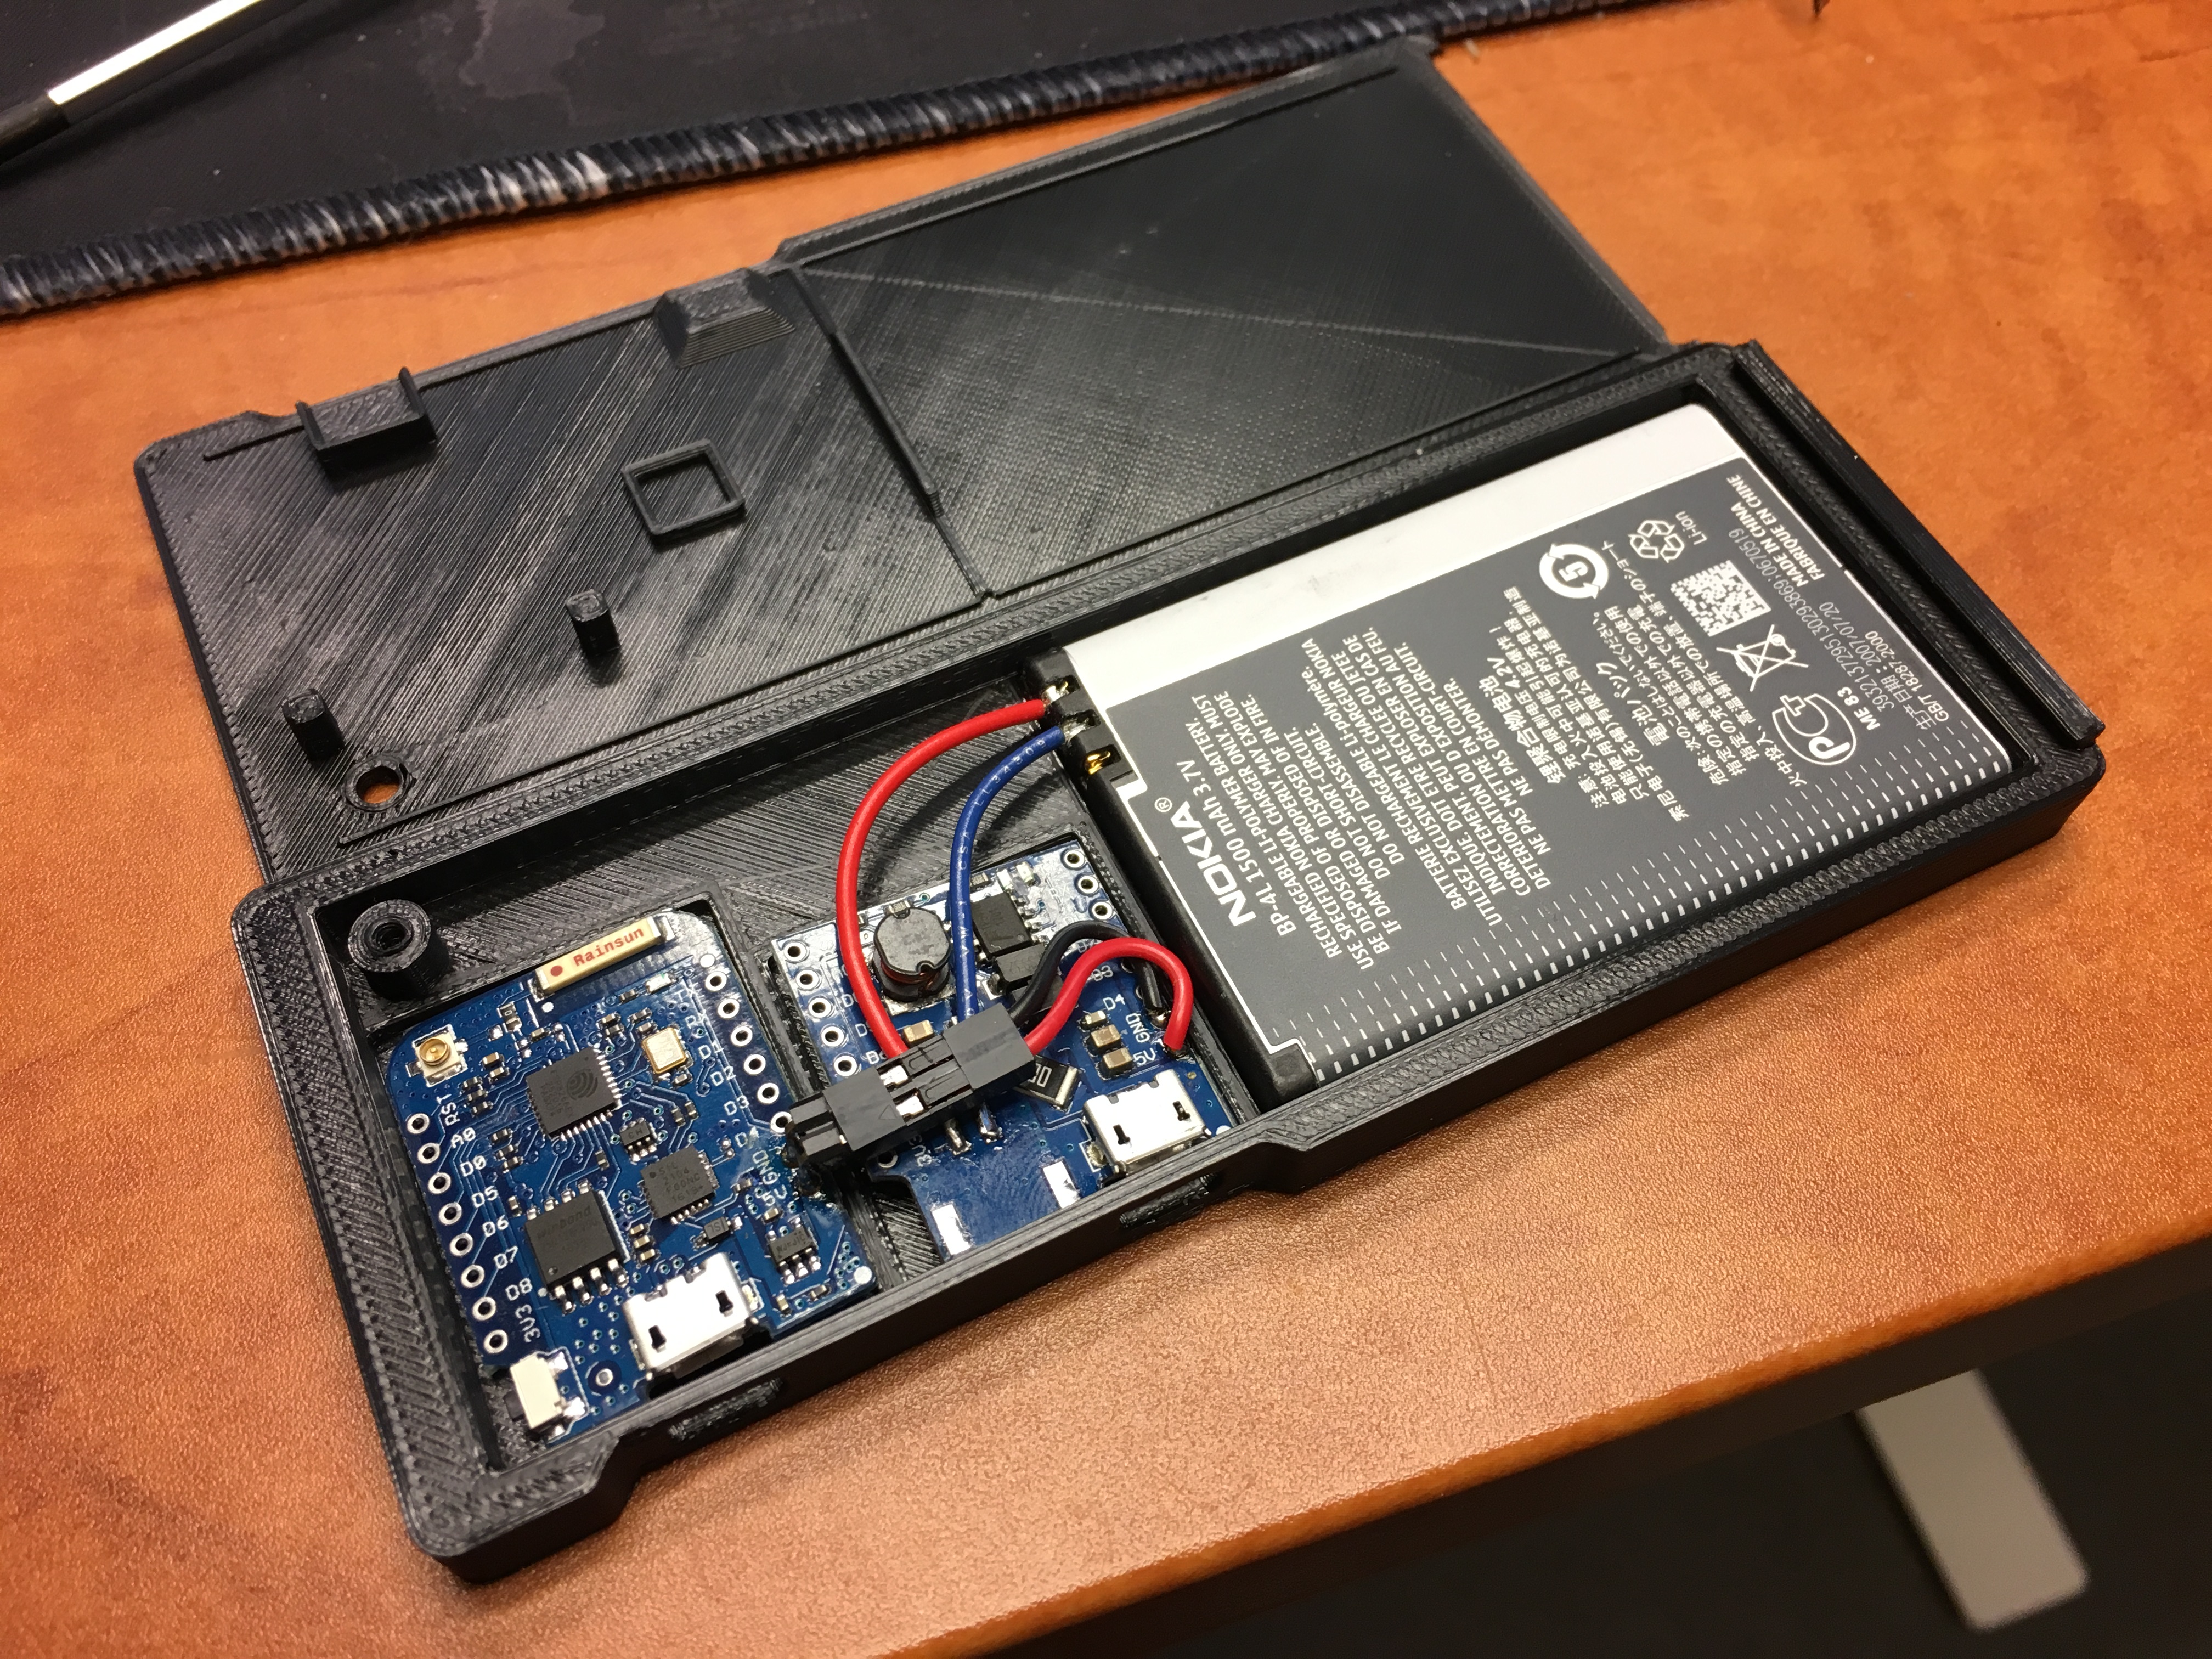 RST
A0
D0
D5
D6
D7
D8
3V3
Rainsun
D1
D2
D3
GND
5V
3V3
D4
GND
5V
NOKIA®
BP-4L 1500 mAh 3.7V
RECHARGEABLE LI-POLYMER BATTERY.
USE SPECIFIED NOKIA CHARGER ONLY. MUST
BE DISPOSED OF PROPERLY. MAY EXPLODE
IF DAMAGED OR DISPOSED OF IN FIRE.
DO NOT SHORT-CIRCUIT.
DO NOT DISASSEMBLE.
BATTERIE RECHARGEABLE Li-polymère.
UTILISEZ EXCLUSIVEMENT LE CHARGEUR NOKIA
INDIQUE. DOIT ETRE RECYCLEE OU JETEE
CORRECTEMENT. PEUT EXPLOSER EN CAS DE
DETERIORATION OU D'EXPOSITION AU FEU.
NE PAS METTRE EN COURT-CIRCUIT.
NE PAS DÉMONTER.
锂聚合物电池
注意: 充电限制电压 4.2V
电池投入火中可能引起爆炸!
只能使用诺基亚认可的充电器
索尼电子(无锡)有限公司为诺基亚制造
電池パック
危険:次のことはしないでください。
指定の携帯電話以外での使用
指定の充電器以外での充電
火中投入、高温場所での放置、端子のショート
5
Li-ion
PCT
ME 83
3932137295130293869;0670519
生产日期:2007/07/20
GB/T 18287-2000
MADE IN CHINA
FABRIQUE EN CHINE